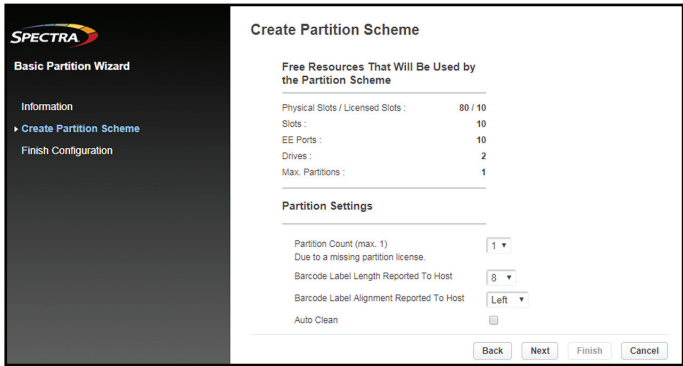 SPECTRA
Basic Partition Wizard
Information
Create Partition Scheme
Finish Configuration
Create Partition Scheme
Free Resources That Will Be Used by
the Partition Scheme
Physical Slots / Licensed Slots : 80 / 10
Slots : 10
EE Ports : 10
Drives : 2
Max. Partitions : 1
Partition Settings
Partition Count (max. 1) 1
Due to a missing partition license.
Barcode Label Length Reported To Host 8
Barcode Label Alignment Reported To Host Left
Auto Clean
Back Next Finish Cancel